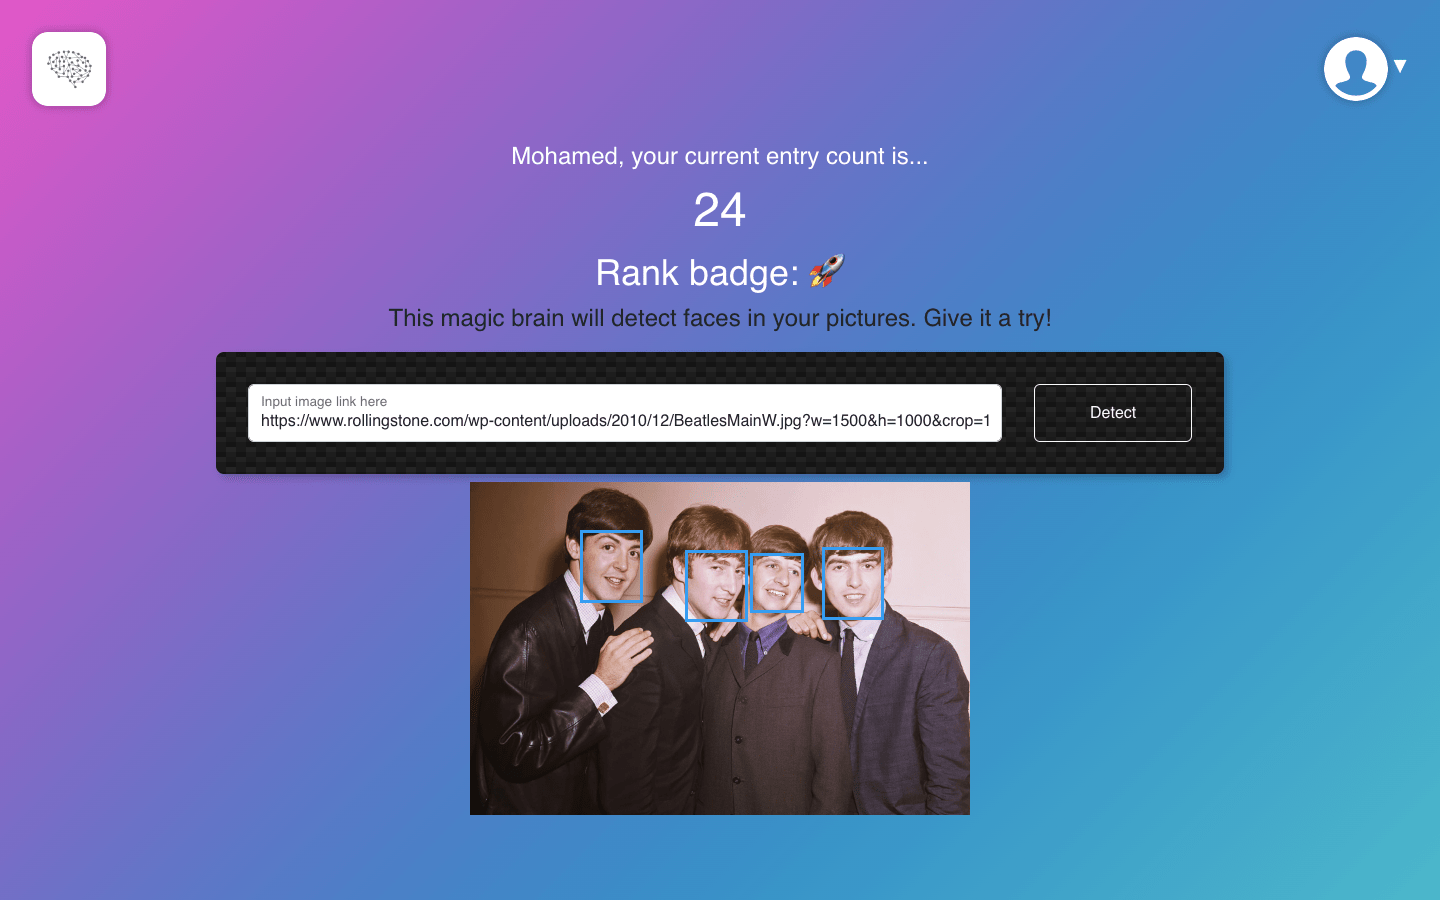 Mohamed, your current entry count is...
24
Rank badge: 🚀
This magic brain will detect faces in your pictures. Give it a try!
Input image link here
https://www.rollingstone.com/wp-content/uploads/2010/12/BeatlesMainW.jpg?w=1500&h=1000&crop=1
Detect